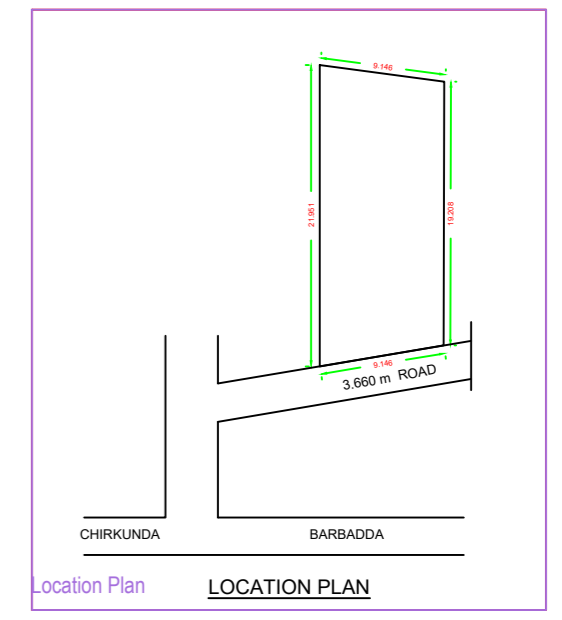 9.146
21.951
19.208
9.146
3.660 m ROAD
CHIRKUNDA
BARBADDA
Location Plan
LOCATION PLAN